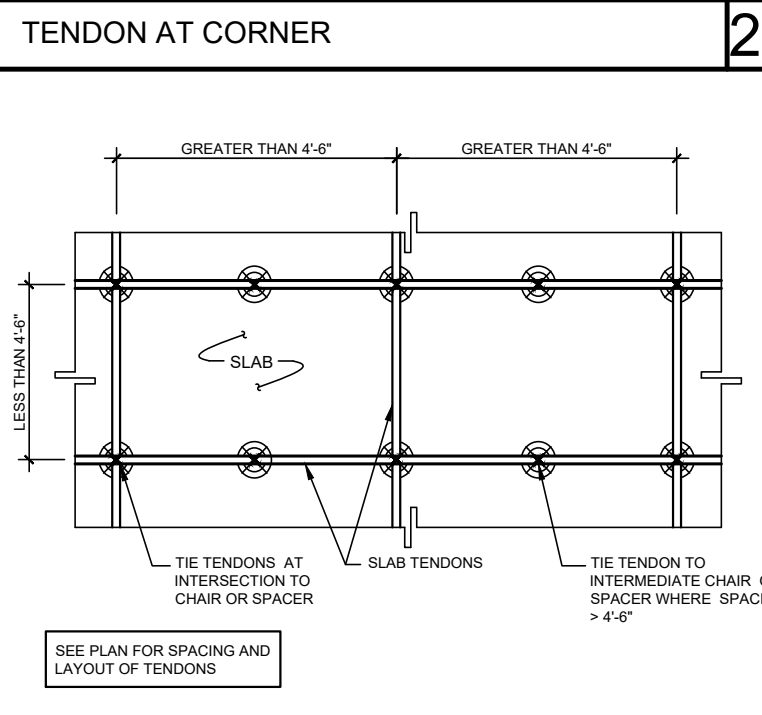 TENDON AT CORNER
2
GREATER THAN 4'-6"
GREATER THAN 4'-6"
LESS THAN 4'-6"
SLAB
TIE TENDONS AT
INTERSECTION TO
CHAIR OR SPACER
SLAB TENDONS
TIE TENDON TO
INTERMEDIATE CHAIR
SPACER WHERE
> 4'-6"
SEE PLAN FOR SPACING AND
LAYOUT OF TENDONS